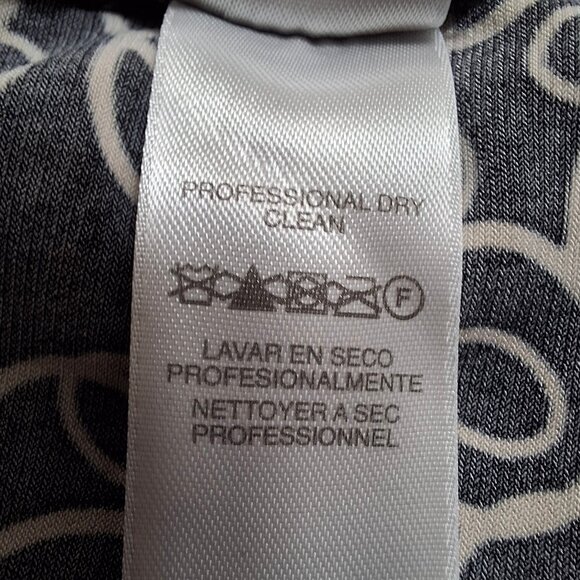 PROFESSIONAL DRY
CLEAN
F
LAVAR EN SECO
PROFESIONALMENTE
NETTOYER A SEC
PROFESSIONNEL